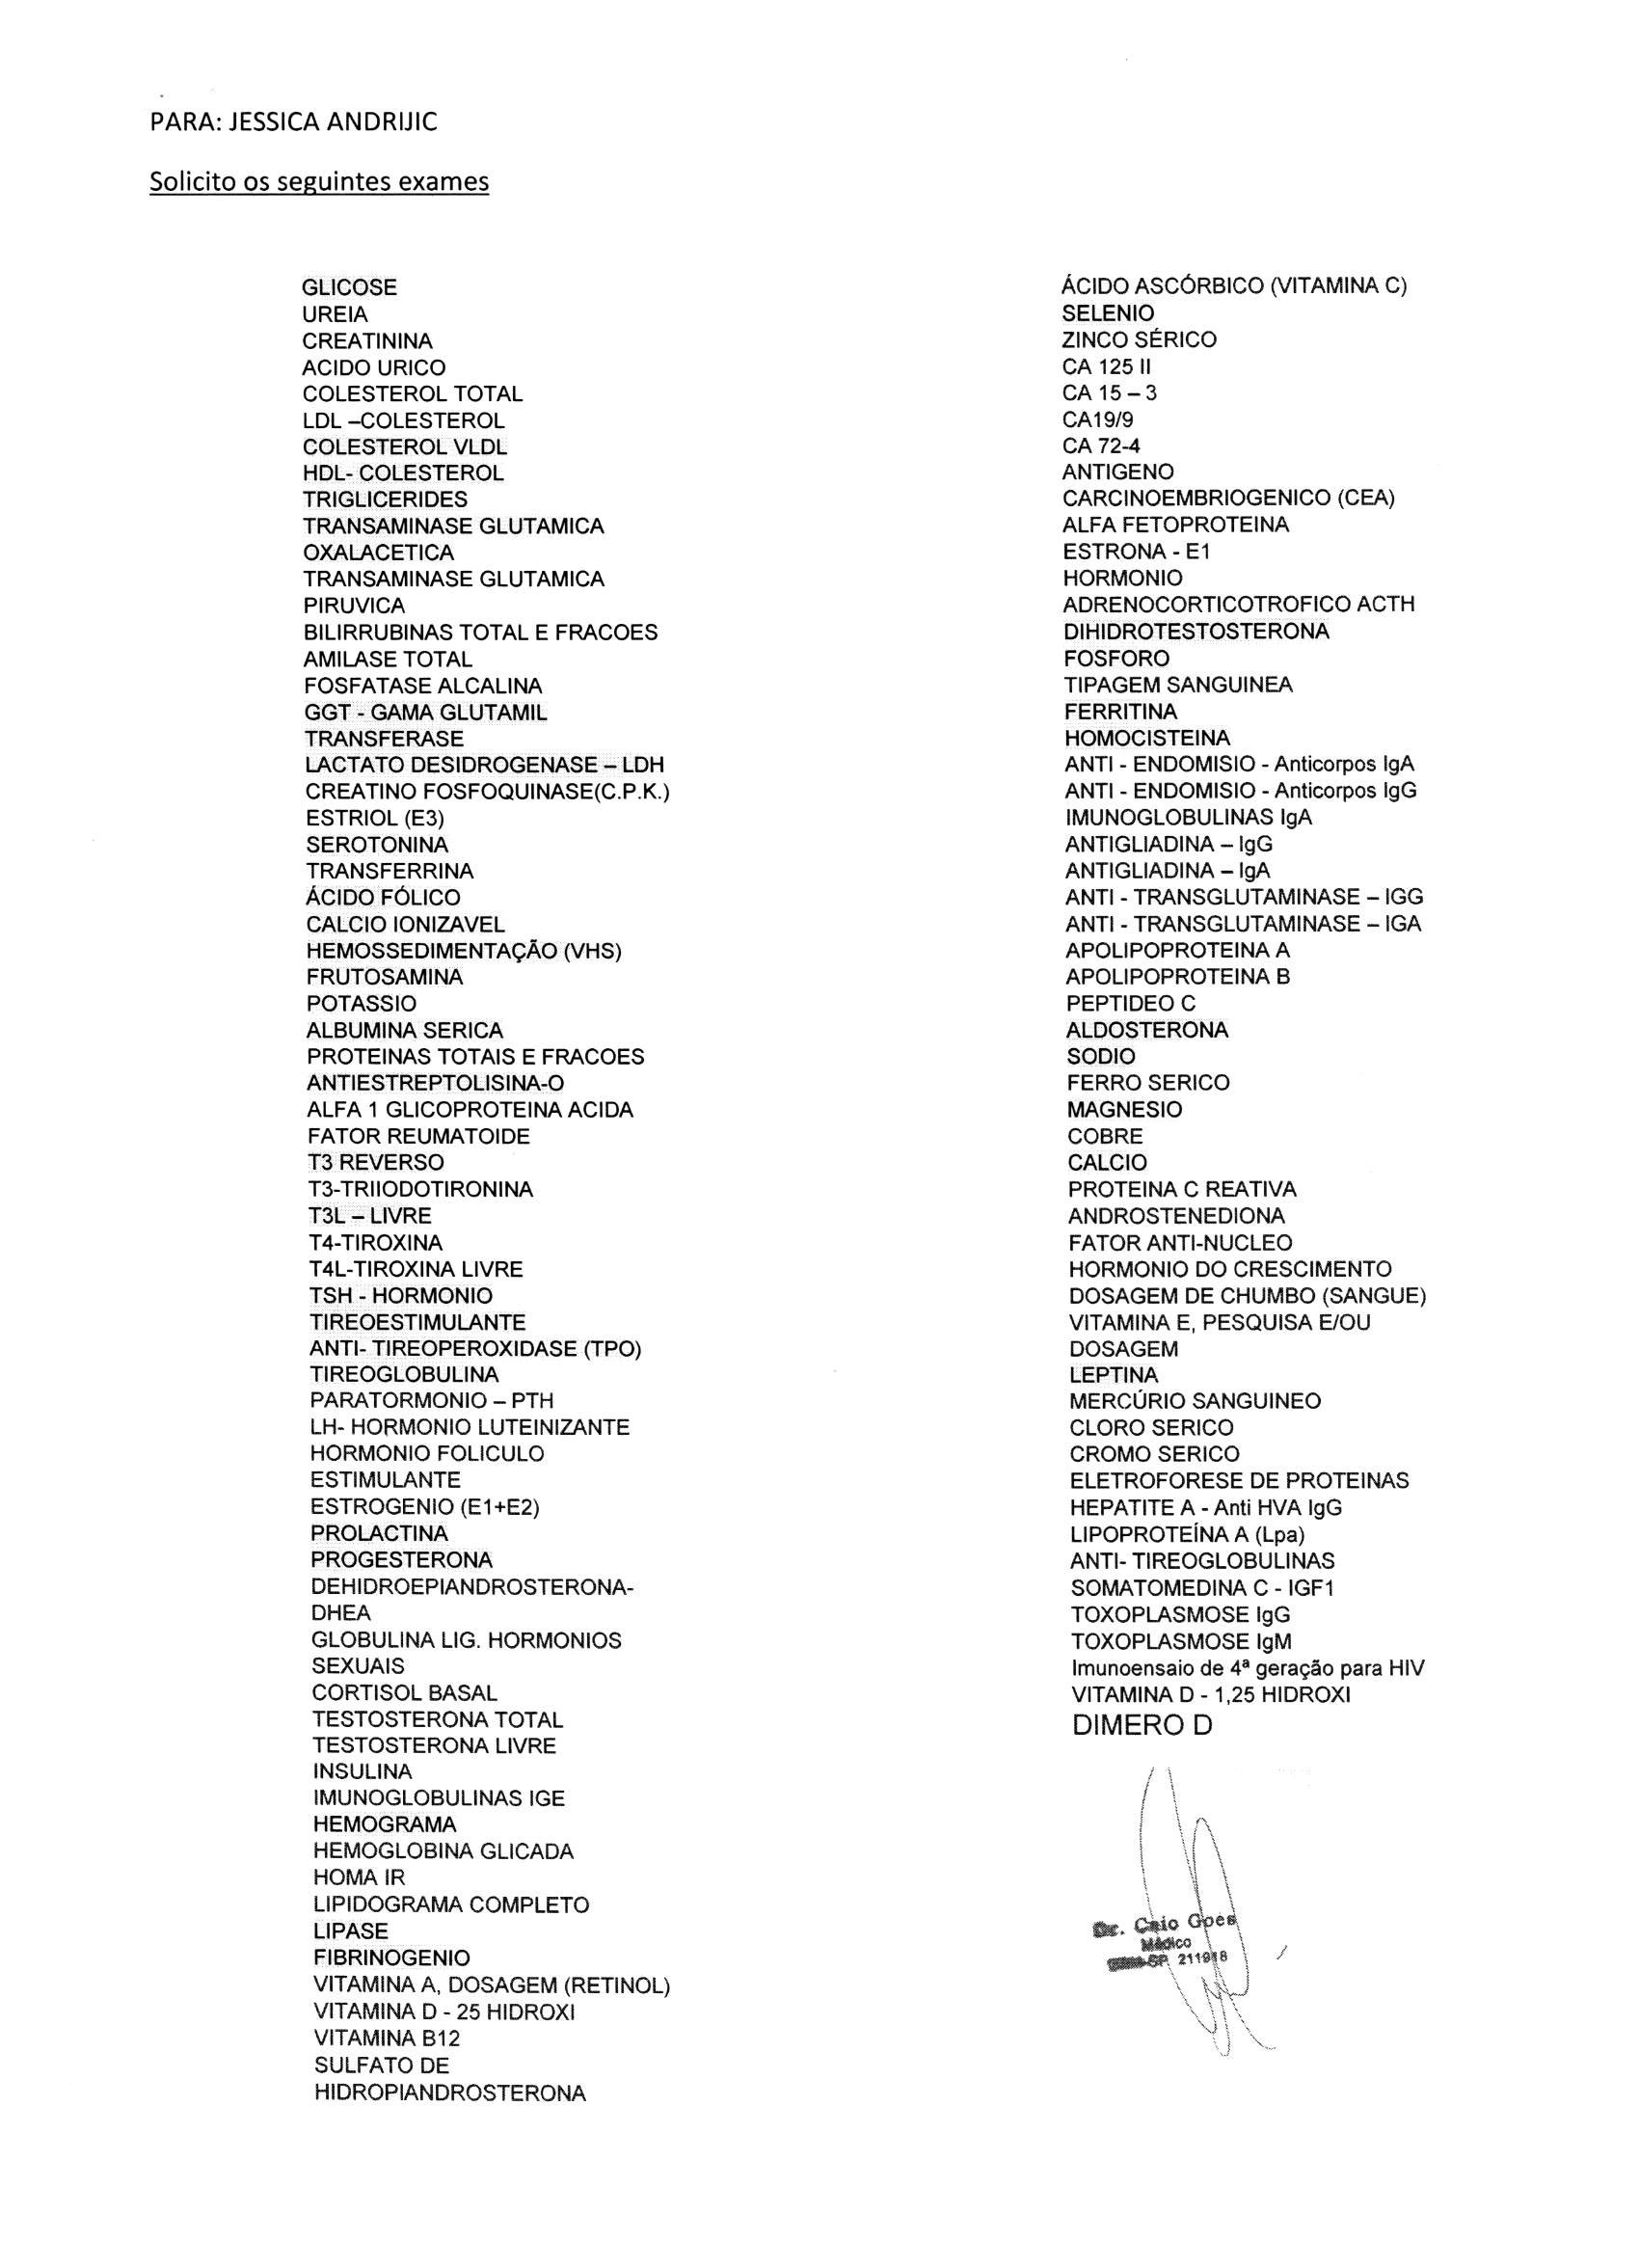 PARA: JESSICA ANDRIJIC
Solicito os seguintes exames
GLICOSE
UREIA
CREATININA
ACIDO URICO
COLESTEROL TOTAL
LDL –COLESTEROL
COLESTEROL VLDL
HDL- COLESTEROL
TRIGLICERIDES
TRANSAMINASE GLUTAMICA
OXALACETICA
TRANSAMINASE GLUTAMICA
PIRUVICA
BILIRRUBINAS TOTAL E FRACOES
AMILASE TOTAL
FOSFATASE ALCALINA
GGT - GAMA GLUTAMIL
TRANSFERASE
LACTATO DESIDROGENASE – LDH
CREATINO FOSFOQUINASE(C.P.K.)
ESTRIOL (E3)
SEROTONINA
TRANSFERRINA
ÁCIDO FÓLICO
CALCIO IONIZAVEL
HEMOSSEDIMENTAÇÃO (VHS)
FRUTOSAMINA
POTASSIO
ALBUMINA SERICA
PROTEINAS TOTAIS E FRACOES
ANTIESTREPTOLISINA-O
ALFA 1 GLICOPROTEINA ACIDA
FATOR REUMATOIDE
T3 REVERSO
T3-TRIIODOTIRONINA
T3L – LIVRE
T4-TIROXINA
T4L-TIROXINA LIVRE
TSH - HORMONIO
TIREOESTIMULANTE
ANTI- TIREOPEROXIDASE (TPO)
TIREOGLOBULINA
PARATORMONIO – PTH
LH- HORMONIO LUTEINIZANTE
HORMONIO FOLICULO
ESTIMULANTE
ESTROGENIO (E1+E2)
PROLACTINA
PROGESTERONA
DEHIDROEPIANDROSTERONA-
DHEA
GLOBULINA LIG. HORMONIOS
SEXUAIS
CORTISOL BASAL
TESTOSTERONA TOTAL
TESTOSTERONA LIVRE
INSULINA
IMUNOGLOBULINAS IGE
HEMOGRAMA
HEMOGLOBINA GLICADA
HOMA IR
LIPIDOGRAMA COMPLETO
LIPASE
FIBRINOGENIO
VITAMINA A, DOSAGEM (RETINOL)
VITAMINA D - 25 HIDROXI
VITAMINA B12
SULFATO DE
HIDROPIANDROSTERONA
ÁCIDO ASCÓRBICO (VITAMINA C)
SELENIO
ZINCO SÉRICO
CA 125 II
CA 15 – 3
CA19/9
CA 72-4
ANTIGENO
CARCINOEMBRIOGENICO (CEA)
ALFA FETOPROTEINA
ESTRONA - E1
HORMONIO
ADRENOCORTICOTROFICO ACTH
DIHIDROTESTOSTERONA
FOSFORO
TIPAGEM SANGUINEA
FERRITINA
HOMOCISTEINA
ANTI - ENDOMISIO - Anticorpos IgA
ANTI - ENDOMISIO - Anticorpos IgG
IMUNOGLOBULINAS IgA
ANTIGLIADINA – IgG
ANTIGLIADINA – IgA
ANTI - TRANSGLUTAMINASE – IGG
ANTI - TRANSGLUTAMINASE – IGA
APOLIPOPROTEINA A
APOLIPOPROTEINA B
PEPTIDEO C
ALDOSTERONA
SODIO
FERRO SERICO
MAGNESIO
COBRE
CALCIO
PROTEINA C REATIVA
ANDROSTENEDIONA
FATOR ANTI-NUCLEO
HORMONIO DO CRESCIMENTO
DOSAGEM DE CHUMBO (SANGUE)
VITAMINA E, PESQUISA E/OU
DOSAGEM
LEPTINA
MERCÚRIO SANGUINEO
CLORO SERICO
CROMO SERICO
ELETROFORESE DE PROTEINAS
HEPATITE A - Anti HVA IgG
LIPOPROTEÍNA A (Lpa)
ANTI- TIREOGLOBULINAS
SOMATOMEDINA C - IGF1
TOXOPLASMOSE IgG
TOXOPLASMOSE IgM
Imunoensaio de 4ª geração para HIV
VITAMINA D - 1,25 HIDROXI
DIMERO D
Dr. Caio Goes
Médico
SP 211918